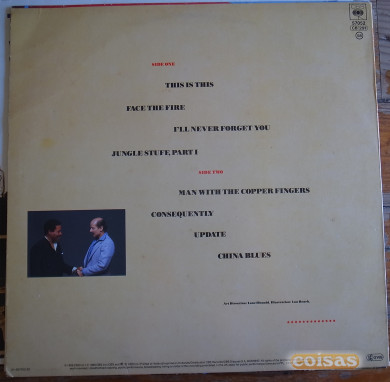 CBS
SIDE ONE
THIS IS THIS
FACE THE FIRE
I'LL NEVER FORGET YOU
JUNGLE STUFF, PART I
SIDE TWO
MAN WITH THE COPPER FINGERS
CONSEQUENTLY
UPDATE
CHINA BLUES
coisas